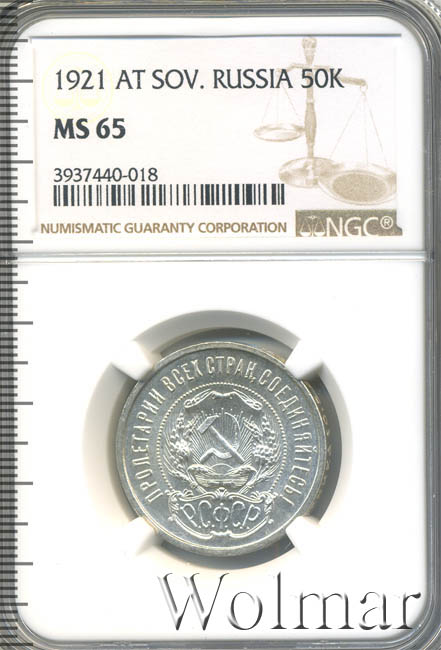 1921 AT SOV. RUSSIA 50K
MS 65
3937440-018
NUMISMATIC GUARANTY CORPORATION
NGC®
ПРОЛЕТАРИИ ВСЕХ СТРАН, СОЕДИНЯЙТЕСЬ!
Р.С.Ф.С.Р.
Wolmar